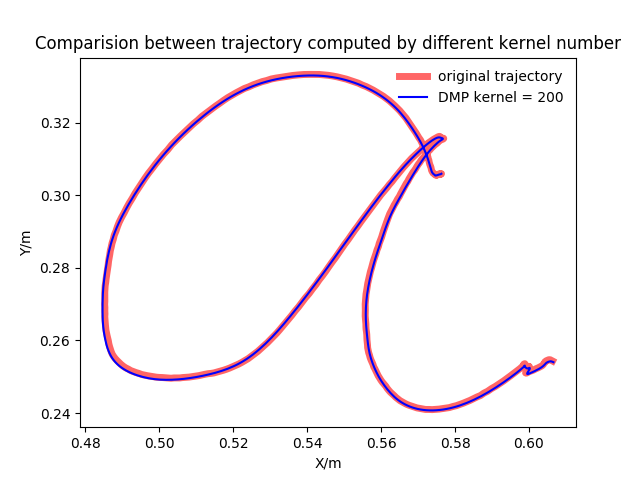 Comparision between trajectory computed by different kernel number
original trajectory
DMP kernel = 200
Y/m
0.32
0.30
0.28
0.26
0.24
0.48 0.50 0.52 0.54 0.56 0.58 0.60
X/m